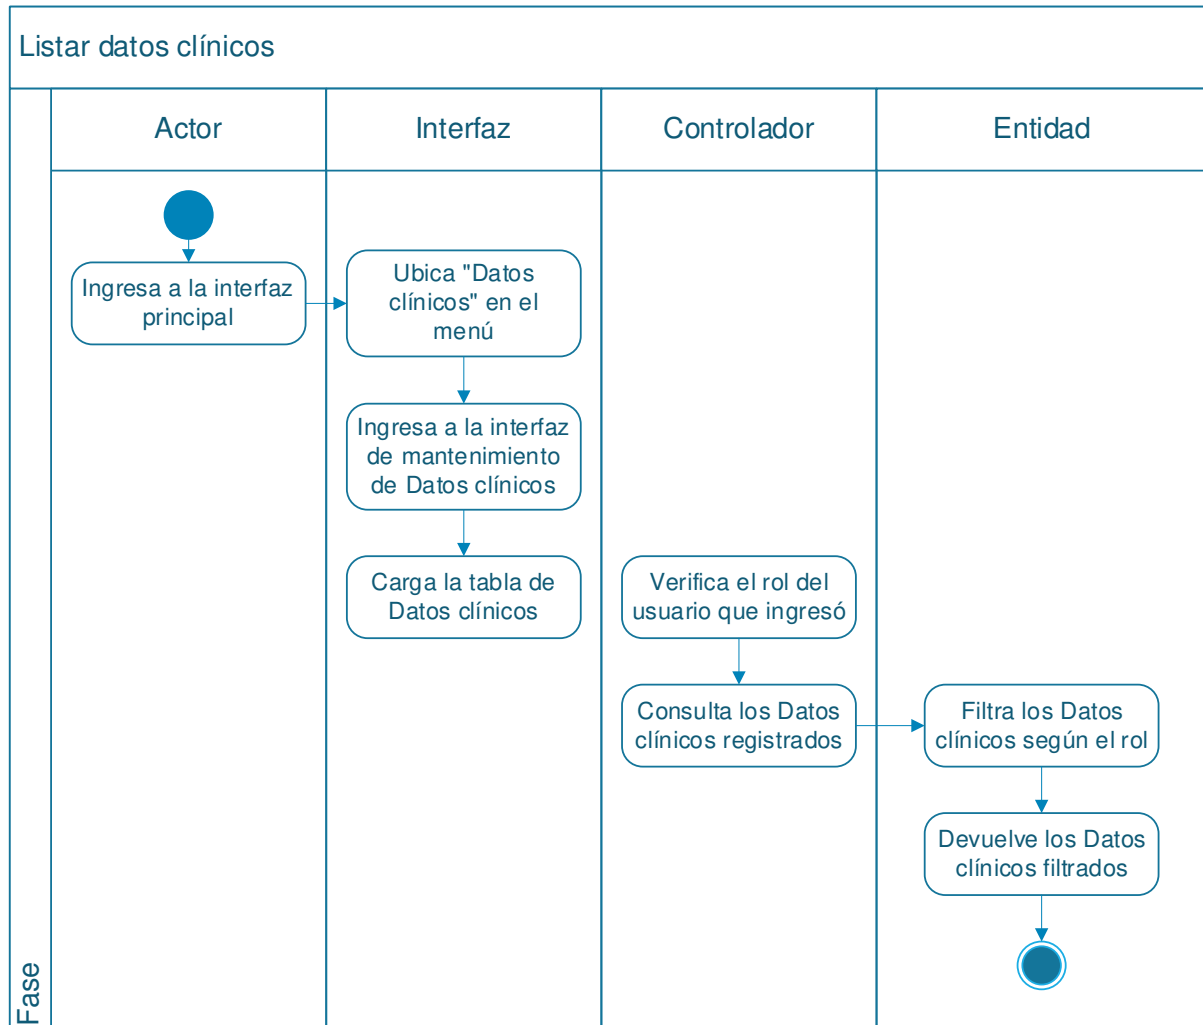 Listar datos clínicos
Actor
Interfaz
Controlador
Entidad
Fase
Ingresa a la interfaz
principal
Ubica "Datos
clínicos" en el
menú
Ingresa a la interfaz
de mantenimiento
de Datos clínicos
Carga la tabla de
Datos clínicos
Verifica el rol del
usuario que ingresó
Consulta los Datos
clínicos registrados
Filtra los Datos
clínicos según el rol
Devuelve los Datos
clínicos filtrados